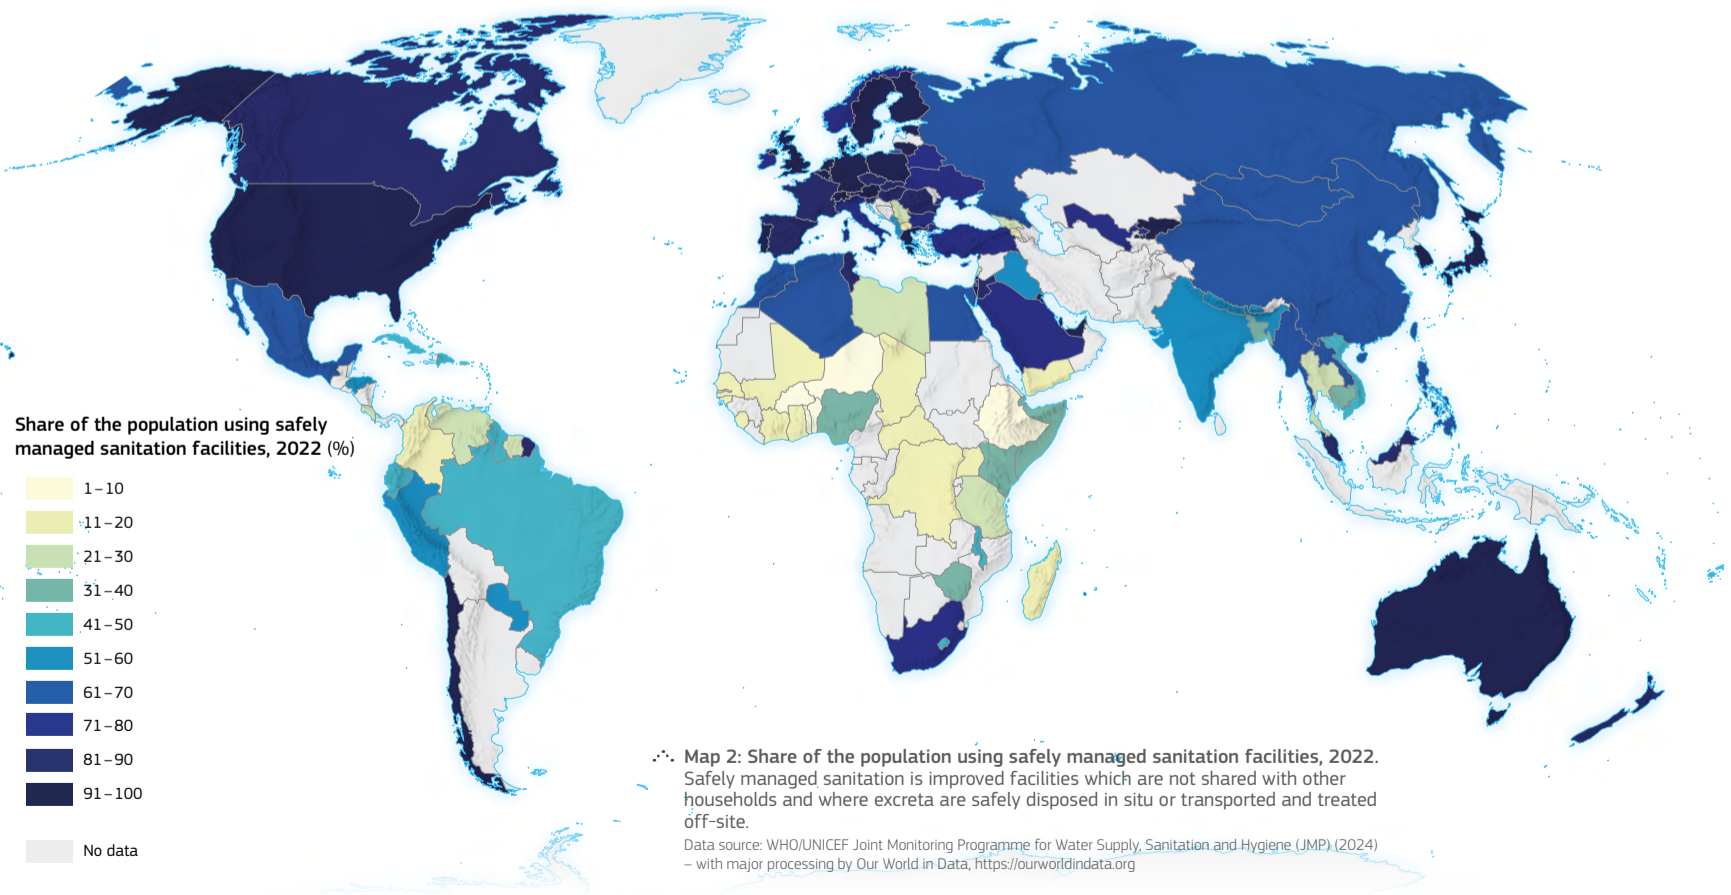 Share of the population using safely
managed sanitation facilities, 2022 (%)
1–10
11–20
21–30
31–40
41–50
51–60
61–70
71–80
81–90
91–100
No data
Map 2: Share of the population using safely managed sanitation facilities, 2022.
Safely managed sanitation is improved facilities which are not shared with other
households and where excreta are safely disposed in situ or transported and treated
off-site.
Data source: WHO/UNICEF Joint Monitoring Programme for Water Supply, Sanitation and Hygiene (JMP) (2024)
– with major processing by Our World in Data, https://ourworldindata.org